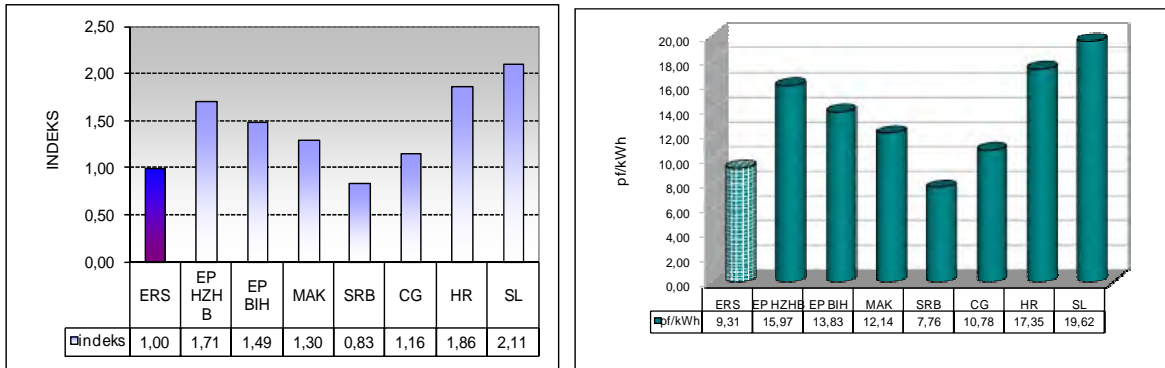 2,50
2,00
1,50
1,00
0,50
0,00
INDEKS
ERS EP HZH B EP BIH MAK SRB CG HR SL
indeks 1,00 1,71 1,49 1,30 0,83 1,16 1,86 2,11
20,00
18,00
16,00
14,00
12,00
10,00
8,00
6,00
4,00
2,00
0,00
pf/kWh
ERS EP HZHB EP BIH MAK SRB CG HR SL
pf/kWh 9,31 15,97 13,83 12,14 7,76 10,78 17,35 19,62